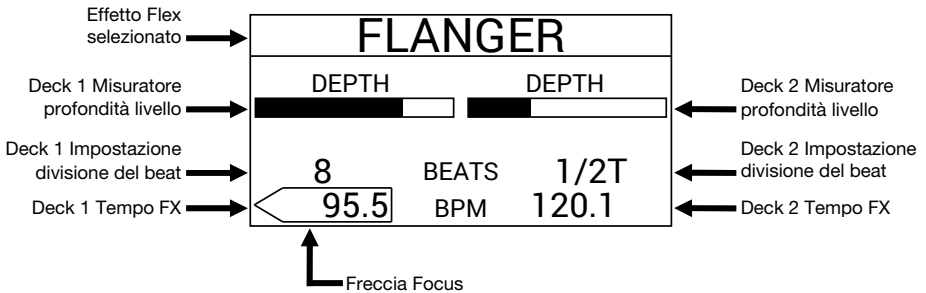 Effetto Flex
selezionato
FLANGER
DEPTH DEPTH
Deck 1 Misuratore
profondità livello
Deck 2 Misuratore
profondità livello
Deck 1 Impostazione
divisione del beat
8 BEATS 1/2T
Deck 2 Impostazione
divisione del beat
Deck 1 Tempo FX
95.5 BPM 120.1
Deck 2 Tempo FX
Freccia Focus